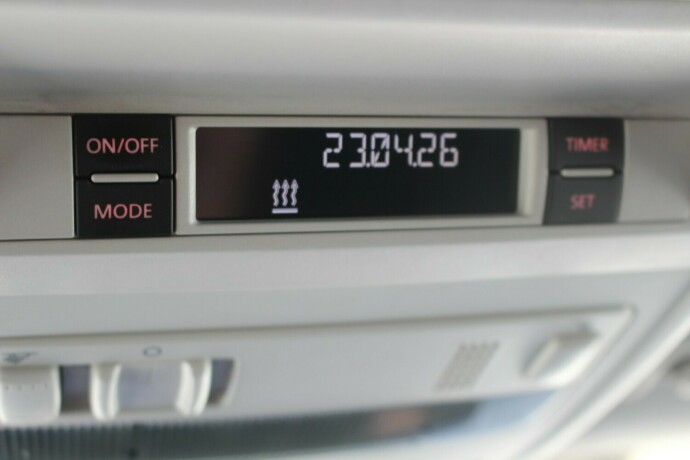 ON/OFF
MODE
23.04.26
TIMER
SET